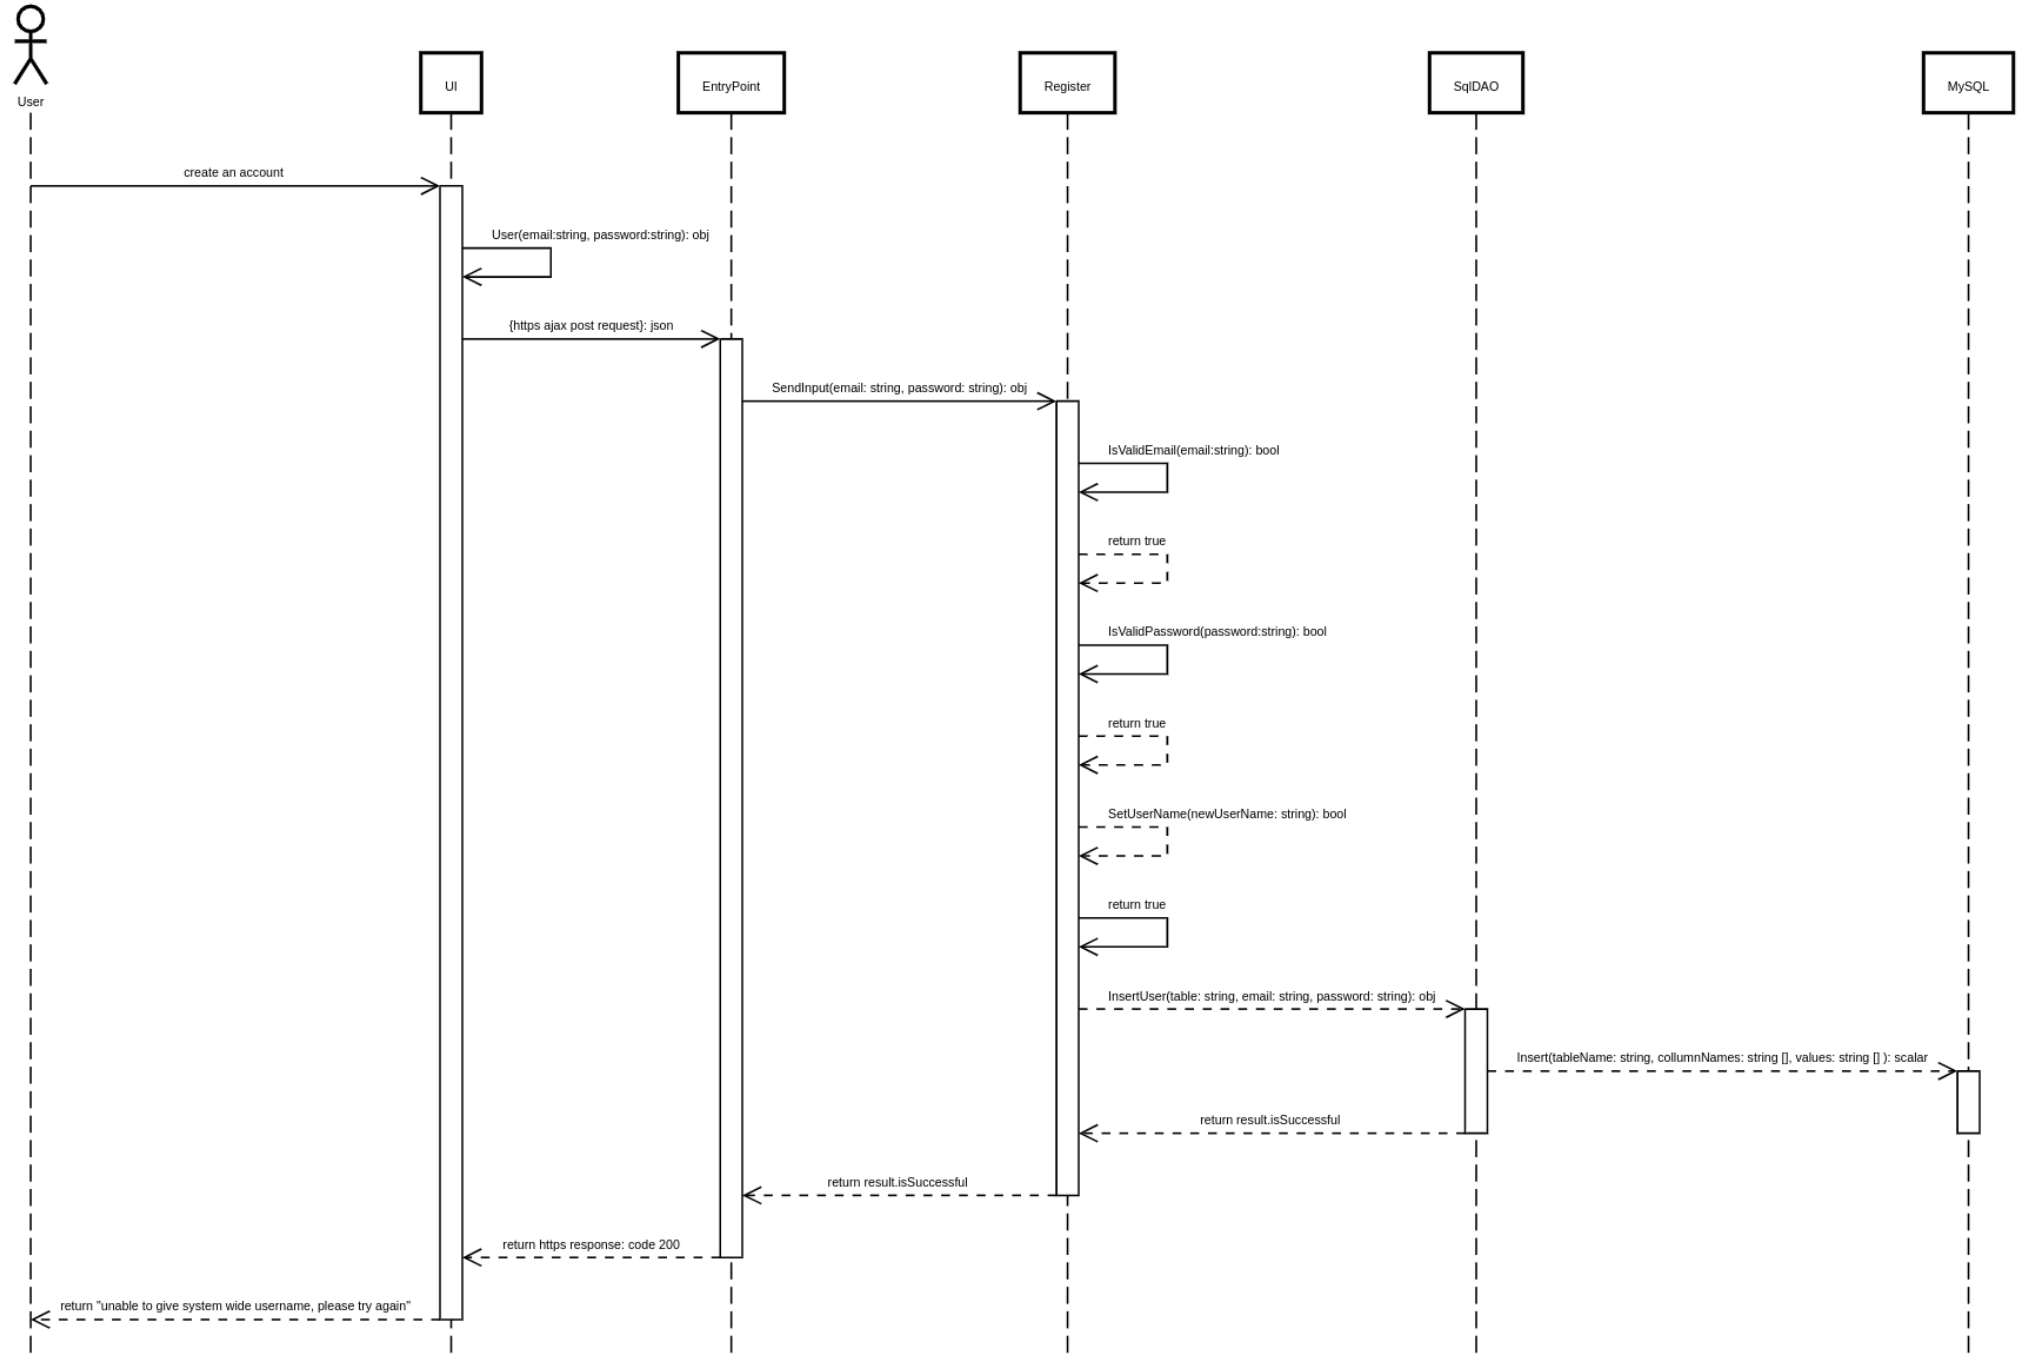 User
UI
EntryPoint
Register
SqlDAO
MySQL
create an account
User(email:string, password:string): obj
{https ajax post request}: json
SendInput(email: string, password: string): obj
IsValidEmail(email:string): bool
return true
IsValidPassword(password:string): bool
return true
SetUserName(newUserName: string): bool
return true
InsertUser(table: string, email: string, password: string): obj
Insert(tableName: string, collumnNames: string [], values: string [] ): scalar
return result.isSuccessful
return result.isSuccessful
return https response: code 200
return "unable to give system wide username, please try again"